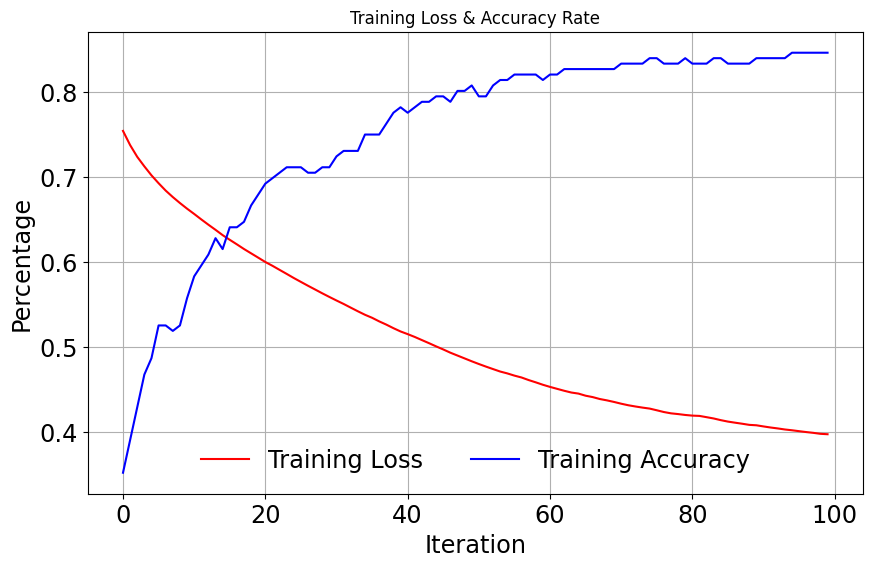 Training Loss & Accuracy Rate
Percentage
0.8
0.7
0.6
0.5
0.4
Training Loss
Training Accuracy
0 20 40 60 80 100
Iteration